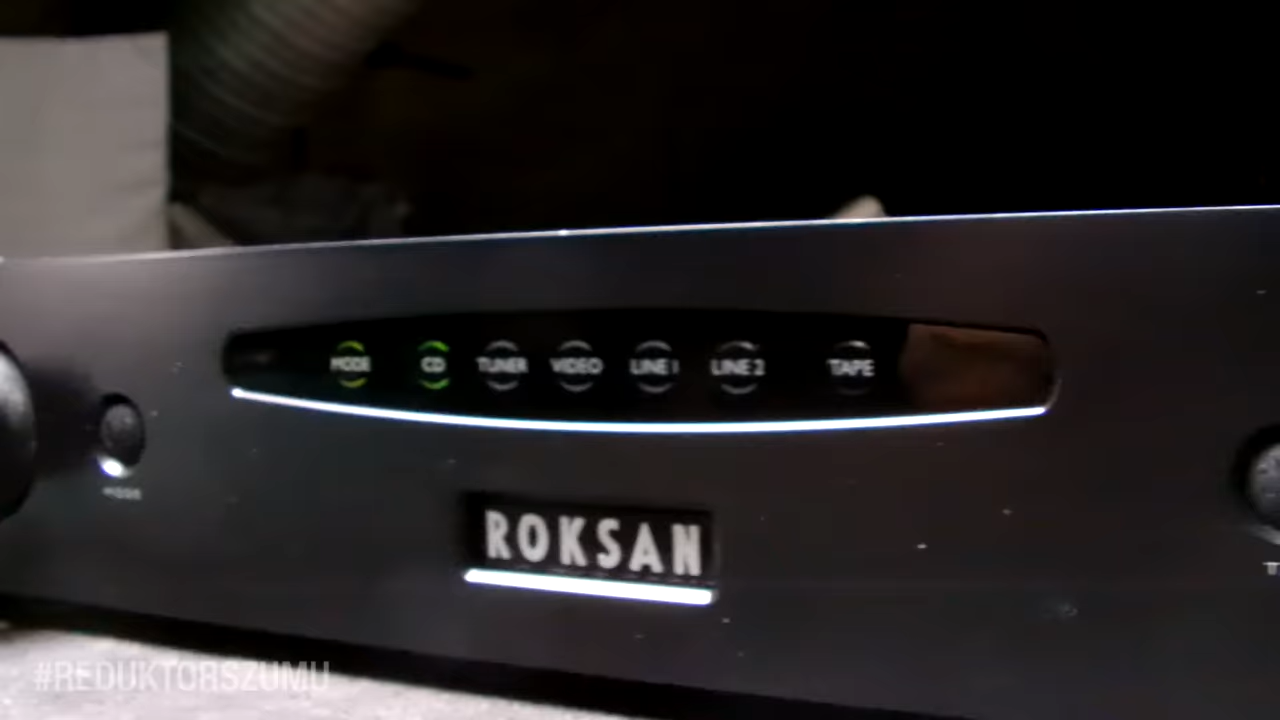 MODE CD TUNER VIDEO LINE 1 LINE 2 TAPE
MODE
ROKSAN
#REDUKTORSZUMU